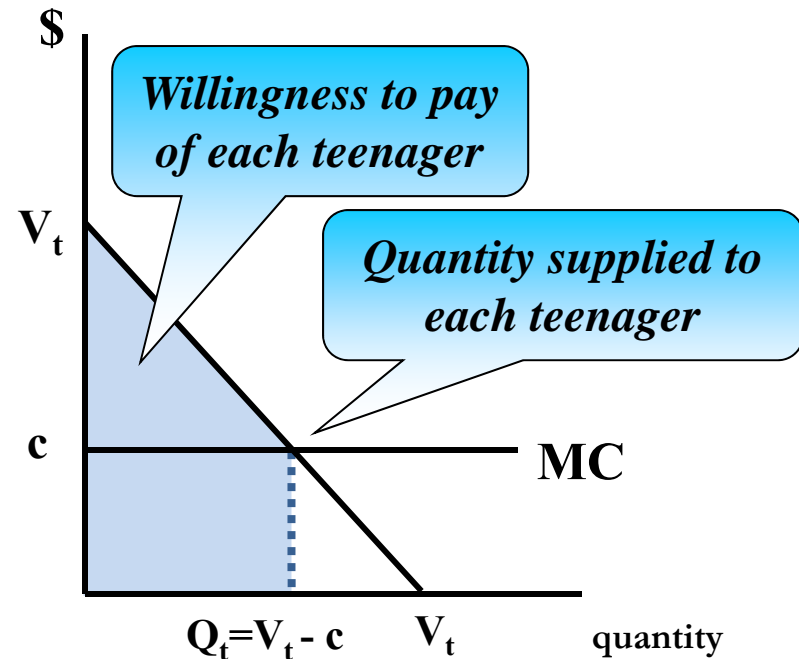 $
Willingness to pay
of each teenager
Vt
Quantity supplied to
each teenager
c
MC
Qt=Vt - c
Vt
quantity